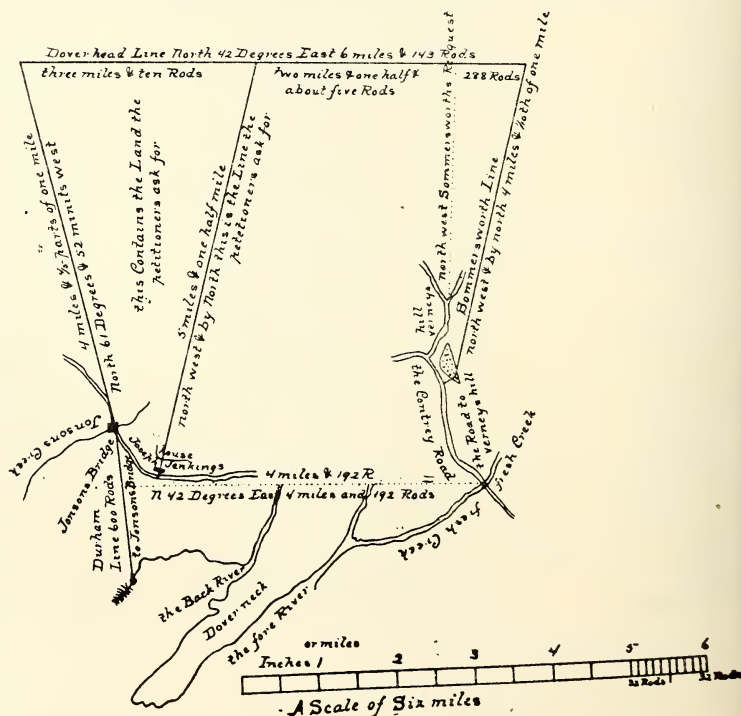 Dover head Line North 42 Degrees East 6 miles & 143 Rods
three miles & ten Rods
two miles & one half &
about five Rods
288 Rods
4 miles & ⅘ parts of one mile
North 61 Degrees & 52 minits west
this Contains the Land the
petitioners ask for
5 miles & one half mile
north west & by North this is the Line the
petetioners ask for
north west Sommersworths Request
Sommersworth Line
north west & by north 4 miles & of one mile
hill
verneys
the Contrey Road
the Road to
verneys hill
Jonsons Creek
Jonsons Bridge
Joseph
Jenkings
house
4 miles & 192 R
N 42 Degrees East 4 miles and 192 Rods
fresh Creek
fresh Creek
Durham
Line 600 Rods
to Jonsons Bridge
the Back River
Dover neck
the fore River
or miles
Inches 1 2 3 4 5 6
32 Rods
A Scale of Six miles